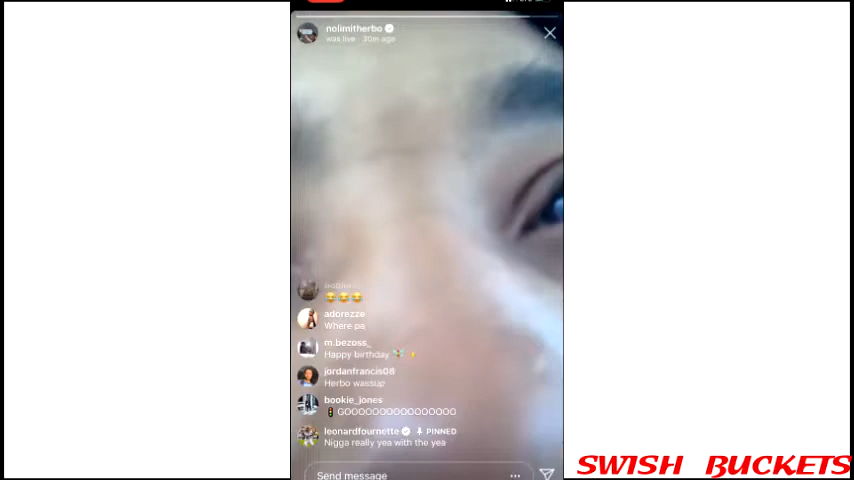 nolimitherbo
was live · 30m ago
adorezze
Where pa
m.bezoss_
Happy birthday
jordanfrancis08
Herbo wassup
bookie_jones
GOOOOOOOOOOOOOOOO
leonardfournette PINNED
Nigga really yea with the yea
Send message
SWISH BUCKETS